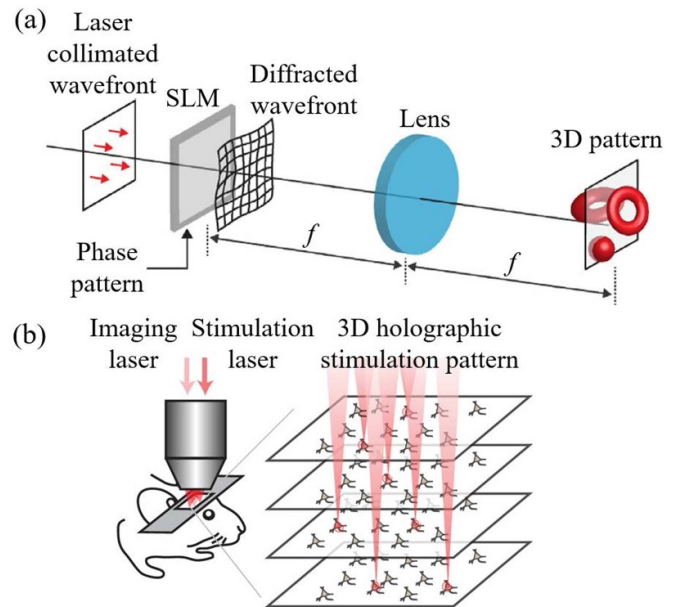 (a)
Laser
collimated
wavefront
SLM
Diffracted
wavefront
Lens
3D pattern
Phase
pattern
f
f
(b)
Imaging
laser
Stimulation
laser
3D holographic
stimulation pattern